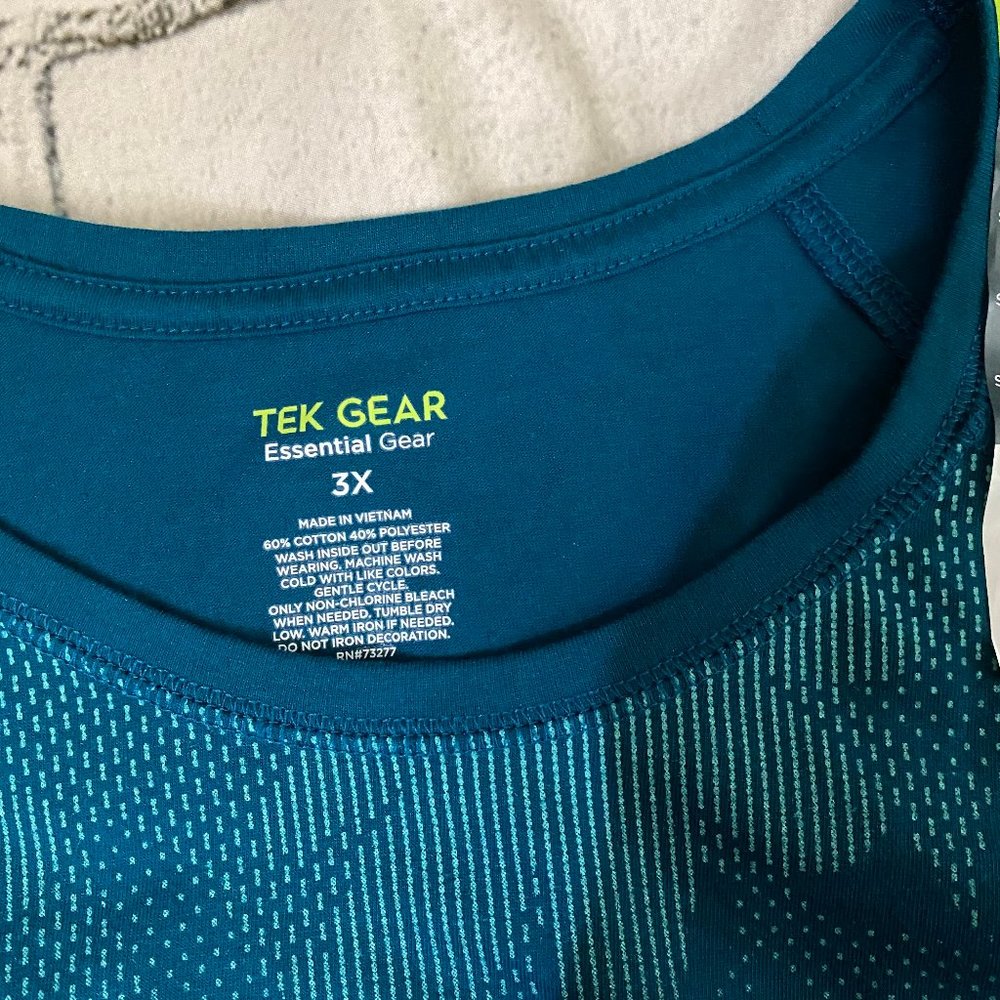 TEK GEAR
Essential Gear
3X
MADE IN VIETNAM
60% COTTON 40% POLYESTER
WASH INSIDE OUT BEFORE
WEARING. MACHINE WASH
COLD WITH LIKE COLORS.
GENTLE CYCLE.
ONLY NON-CHLORINE BLEACH
WHEN NEEDED. TUMBLE DRY
LOW. WARM IRON IF NEEDED.
DO NOT IRON DECORATION.
RN#73277